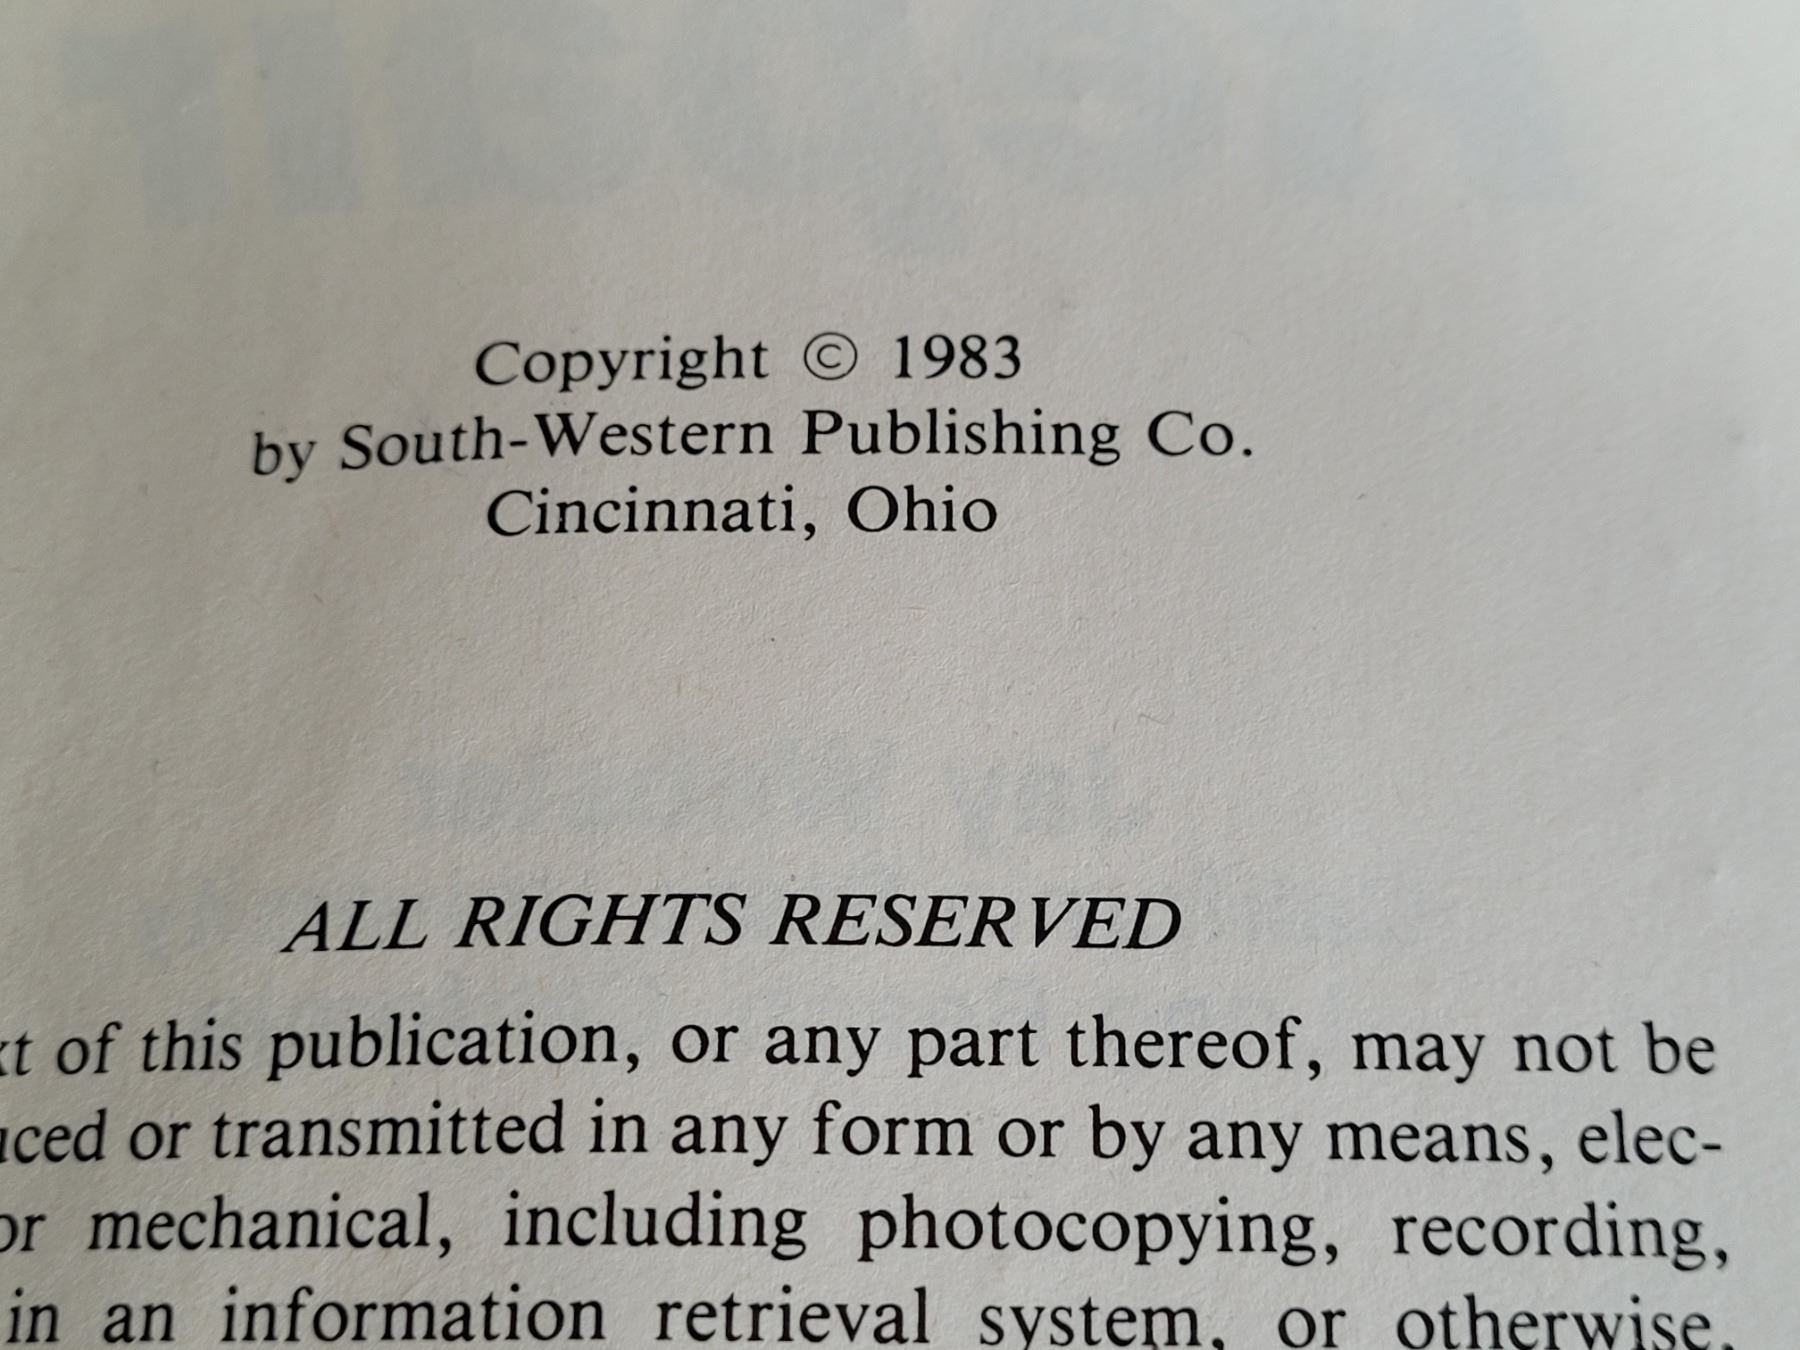 Copyright © 1983
by South-Western Publishing Co.
Cincinnati, Ohio
ALL RIGHTS RESERVED
of this publication, or any part thereof, may not be
or transmitted in any form or by any means, elec-
or mechanical, including photocopying, recording,
in an information retrieval system, or otherwise,